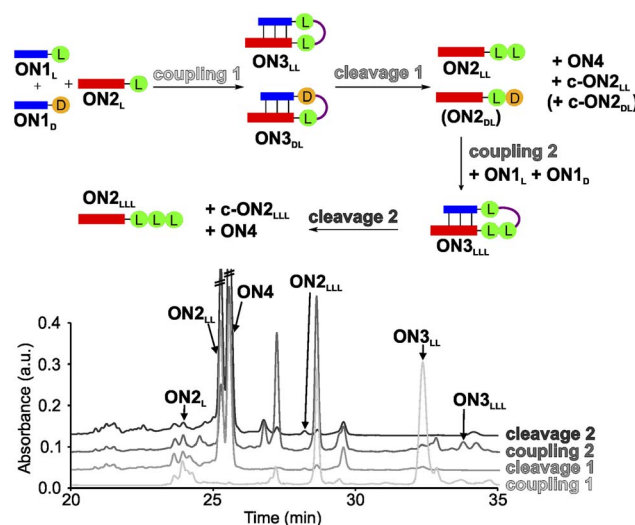 L
ON1L
+
D
ON1D
+
L
ON2L
coupling 1
L
L
ON3LL
D
L
ON3DL
cleavage 1
L L
ON2LL
L D
(ON2DL)
+ ON4
+ c-ON2LL
(+ c-ON2DL)
coupling 2
+ ON1L + ON1D
L
L L
ON3LLL
cleavage 2
ON2LLL
L L L
+ c-ON2LLL
+ ON4
Absorbance (a.u.)
0.4
0.3
0.2
0.1
0.0
ON2L
ON2LL
ON4
ON2LLL
ON3LL
ON3LLL
cleavage 2
coupling 2
cleavage 1
coupling 1
20 25 30 35
Time (min)